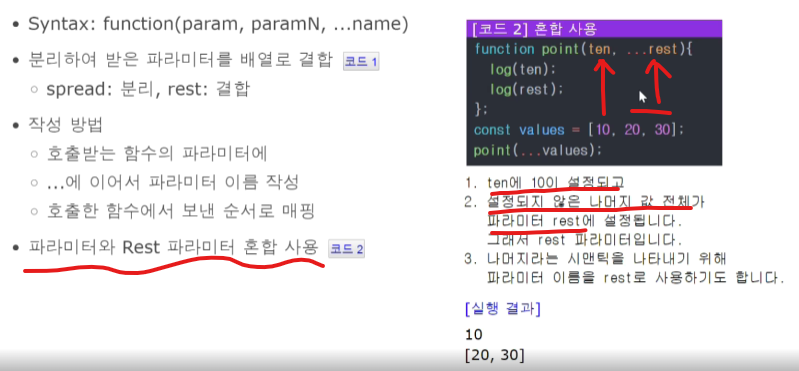 • Syntax: function(param, paramN, ...name)
• 분리하여 받은 파라미터를 배열로 결합 코드 1
○ spread: 분리, rest: 결합
• 작성 방법
○ 호출받는 함수의 파라미터에
○ ...에 이어서 파라미터 이름 작성
○ 호출한 함수에서 보낸 순서로 매핑
• 파라미터와 Rest 파라미터 혼합 사용 코드 2
[코드 2] 혼합 사용
function point(ten, ...rest){
log(ten);
log(rest);
};
const values = [10, 20, 30];
point(...values);
1. ten에 10이 설정되고
2. 설정되지 않은 나머지 값 전체가
파라미터 rest에 설정됩니다.
그래서 rest 파라미터입니다.
3. 나머지라는 시맨틱을 나타내기 위해
파라미터 이름을 rest로 사용하기도 합니다.
[실행 결과]
10
[20, 30]